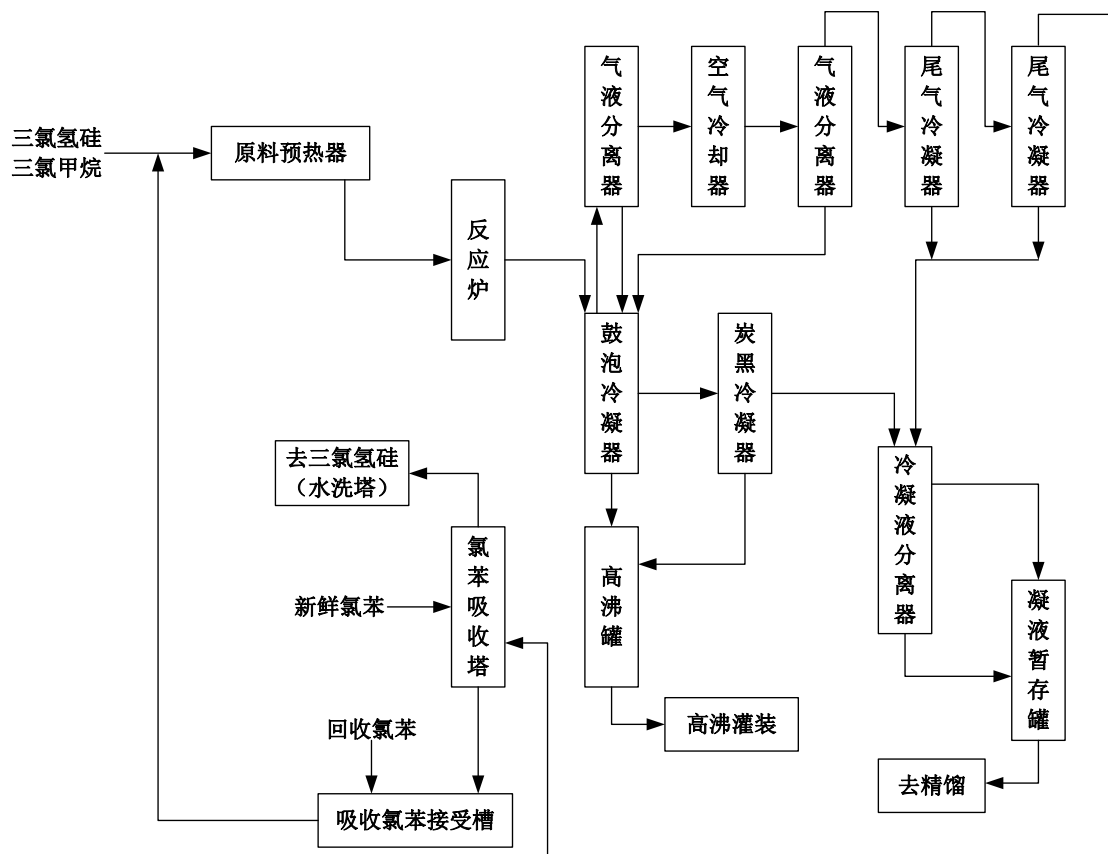 三氯氢硅
三氯甲烷
原料预热器
反应炉
气液分离器
空气冷却器
气液分离器
尾气冷凝器
尾气冷凝器
鼓泡冷凝器
炭黑冷凝器
去三氯氢硅
（水洗塔）
氯苯吸收塔
新鲜氯苯
高沸罐
冷凝液分离器
凝液暂存罐
回收氯苯
高沸灌装
去精馏
吸收氯苯接受槽